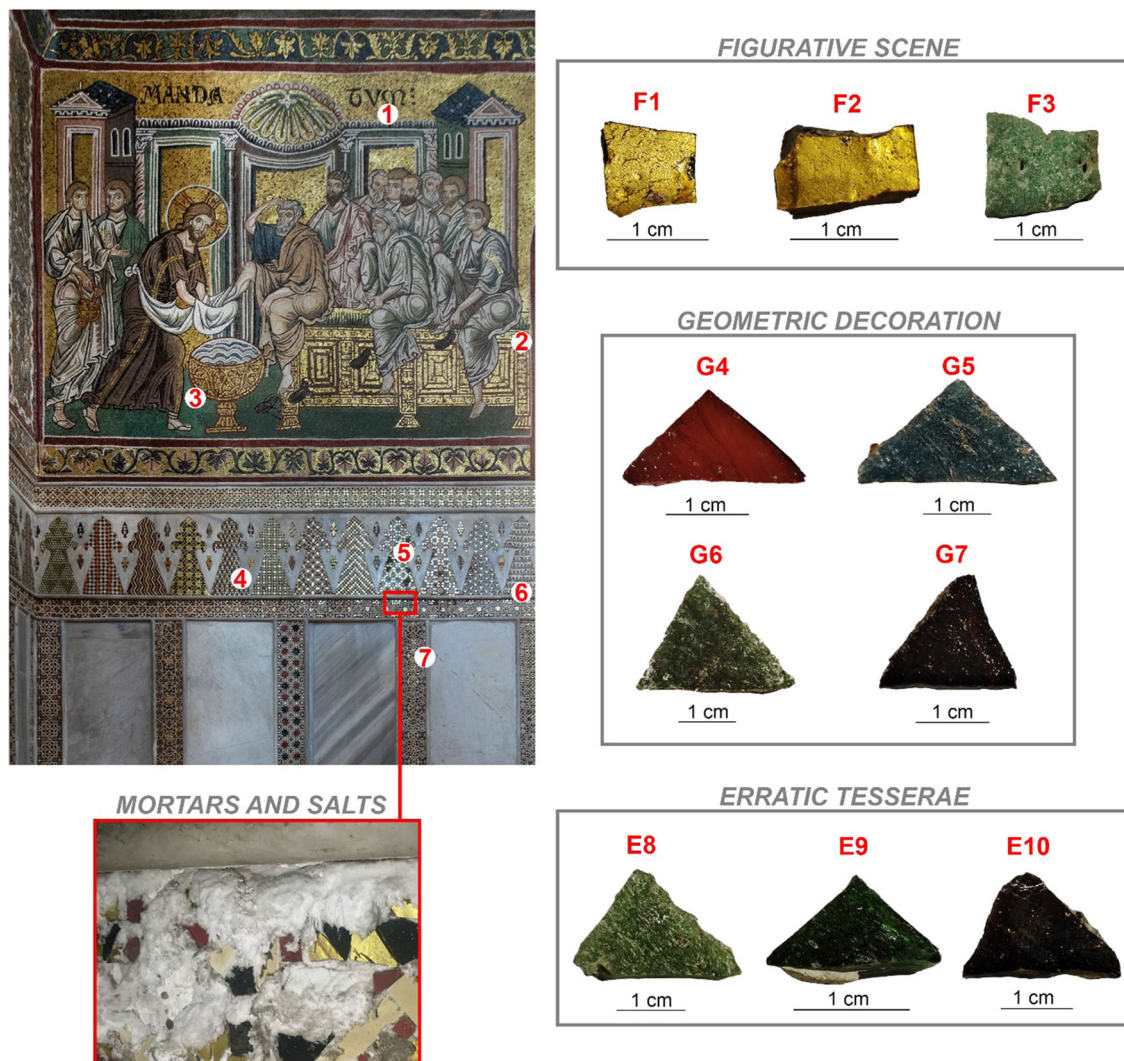 MANDA
TVM:
1
2
3
4
5
6
7
MORTARS AND SALTS
FIGURATIVE SCENE
F1
F2
F3
1 cm
1 cm
1 cm
GEOMETRIC DECORATION
G4
G5
1 cm
1 cm
G6
G7
1 cm
1 cm
ERRATIC TESSERAE
E8
E9
E10
1 cm
1 cm
1 cm